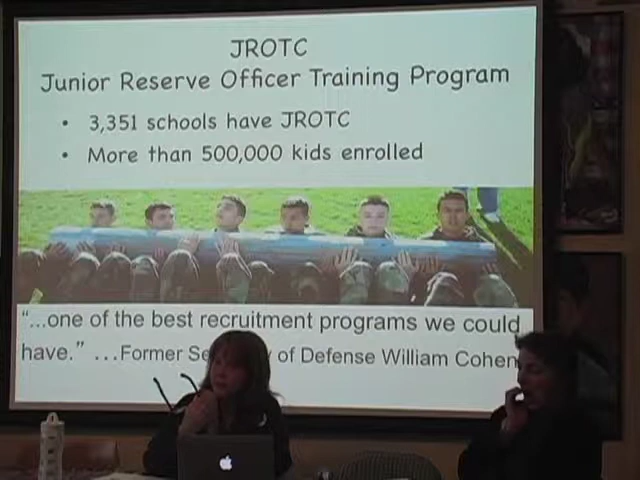 JROTC
Junior Reserve Officer Training Program
• 3,351 schools have JROTC
• More than 500,000 kids enrolled
“...one of the best recruitment programs we could
have.” ...Former Se y of Defense William Cohen